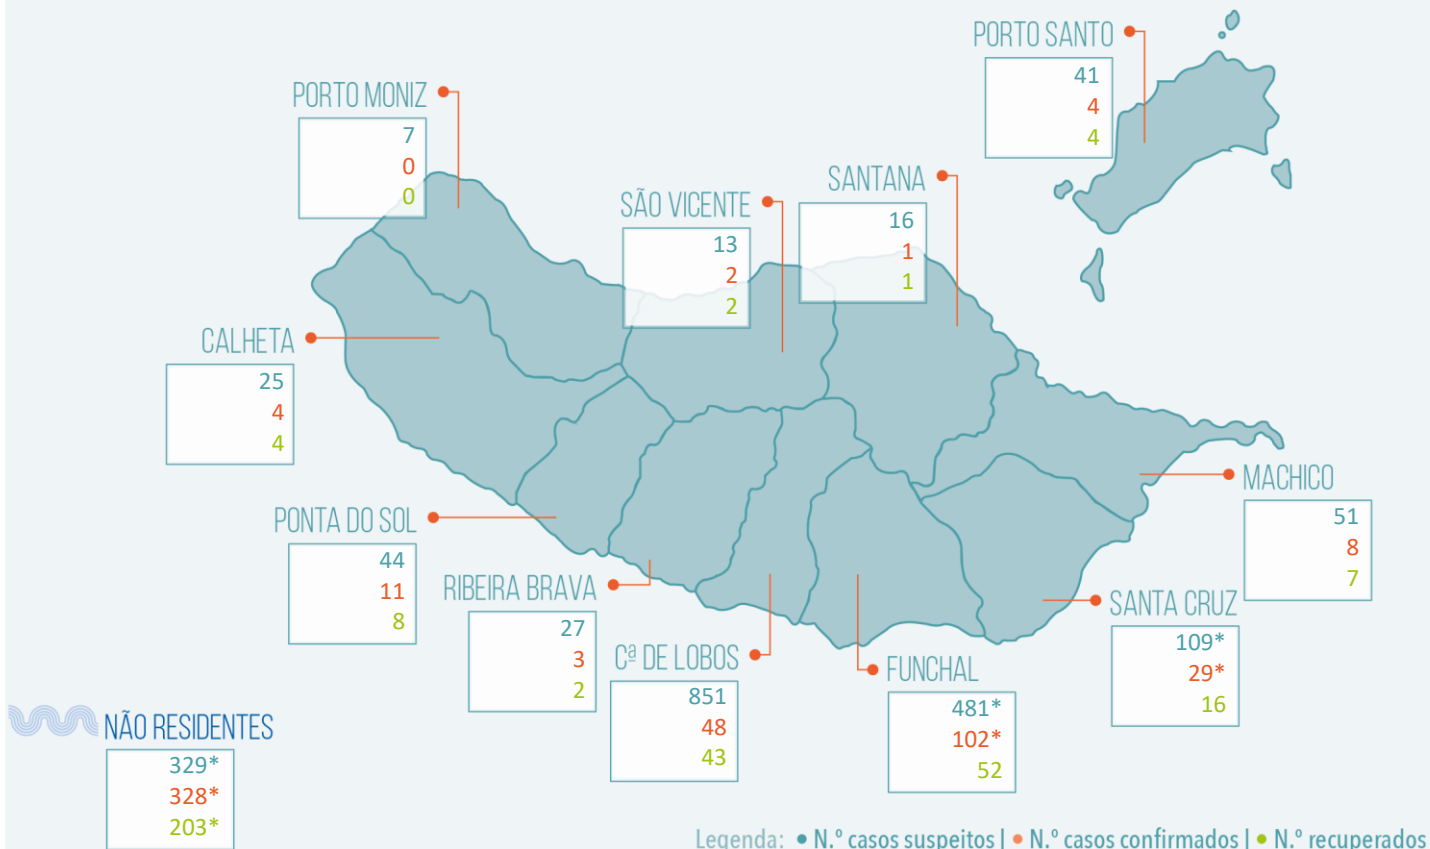 PORTO SANTO
41
4
4
PORTO MONIZ
7
0
0
SANTANA
16
1
1
SÃO VICENTE
13
2
2
CALHETA
25
4
4
MACHICO
51
8
7
PONTA DO SOL
44
11
8
RIBEIRA BRAVA
27
3
2
SANTA CRUZ
109*
29*
16
Cª DE LOBOS
851
48
43
FUNCHAL
481*
102*
52
NÃO RESIDENTES
329*
328*
203*
Legenda: • N.º casos suspeitos | • N.º casos confirmados | • N.º recuperados